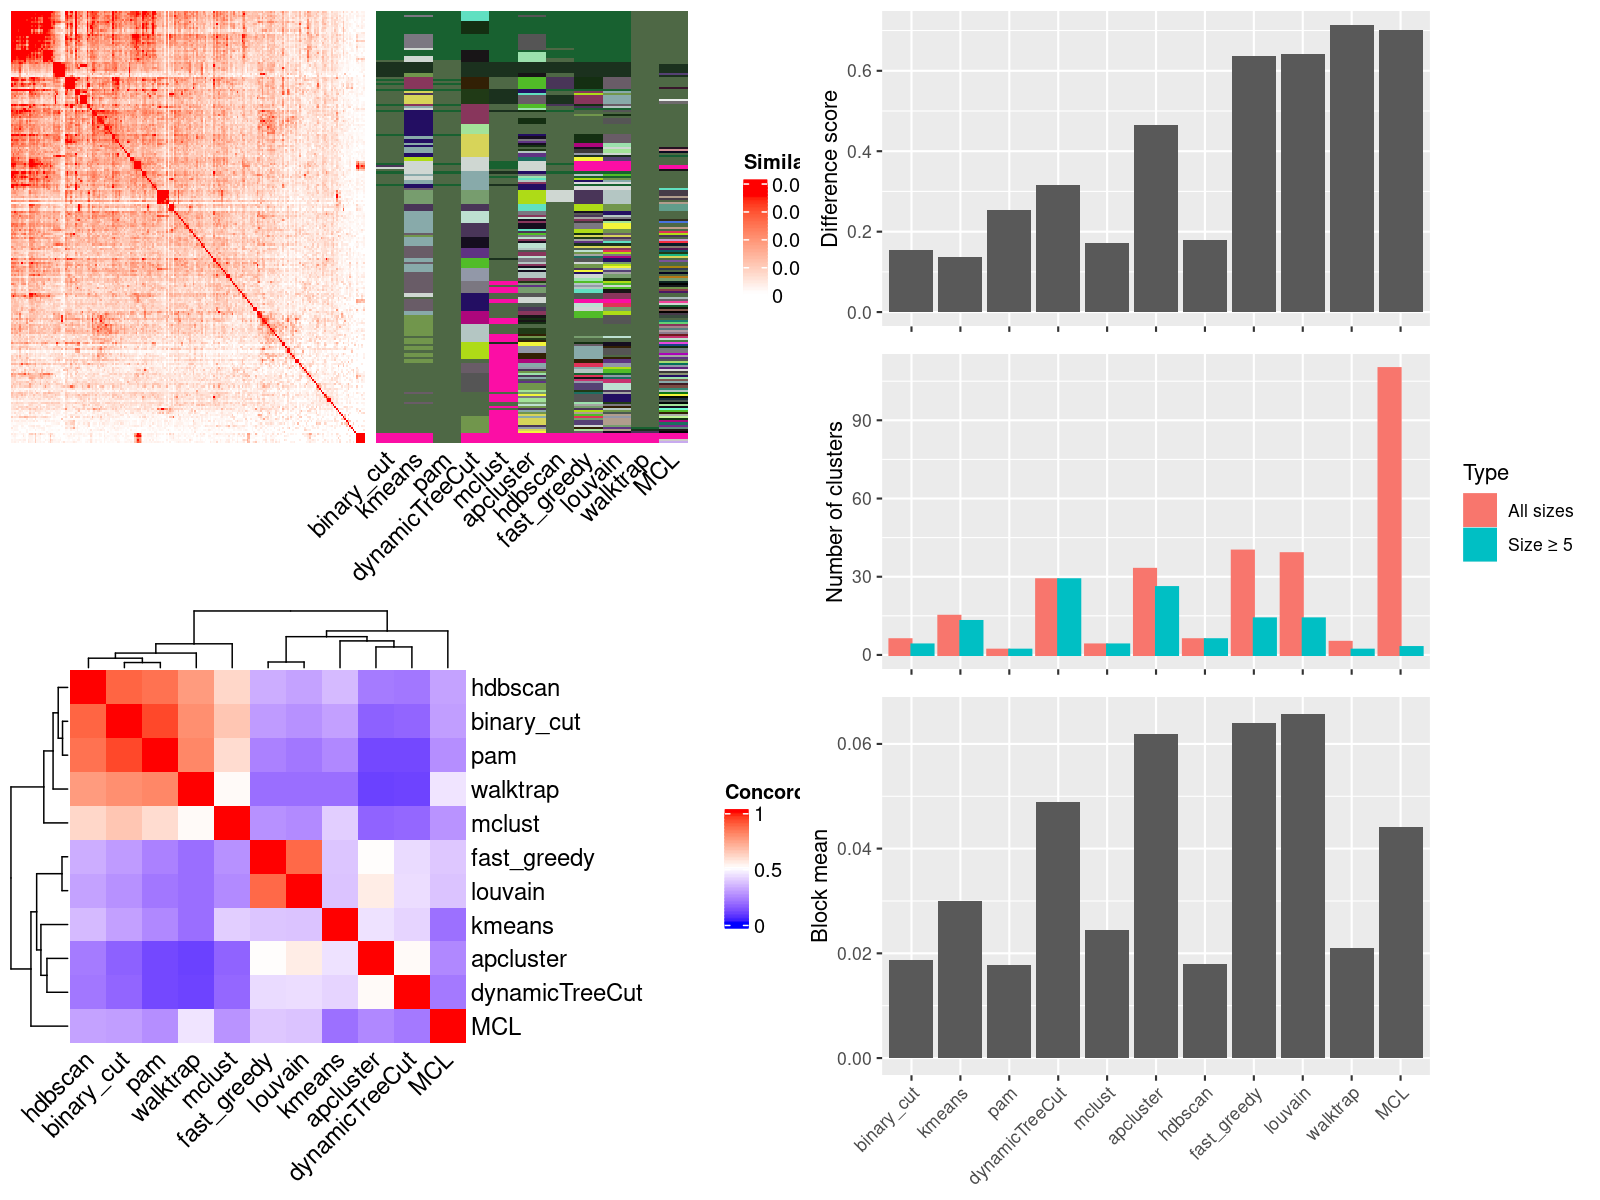 Simila
0.0
0.0
0.0
0.0
0
binary_cut
kmeans
pam
dynamicTreeCut
mclust
apcluster
hdbscan
fast_greedy
louvain
walktrap
MCL
hdbscan
binary_cut
pam
walktrap
mclust
fast_greedy
louvain
kmeans
apcluster
dynamicTreeCut
MCL
hdbscan
binary_cut
pam
walktrap
mclust
fast_greedy
louvain
kmeans
apcluster
dynamicTreeCut
MCL
Concord
1
0.5
0
Difference score
0.6
0.4
0.2
0.0
Number of clusters
90
60
30
0
Type
All sizes
Size ≥ 5
Block mean
0.06
0.04
0.02
0.00
binary_cut
kmeans
pam
dynamicTreeCut
mclust
apcluster
hdbscan
fast_greedy
louvain
walktrap
MCL